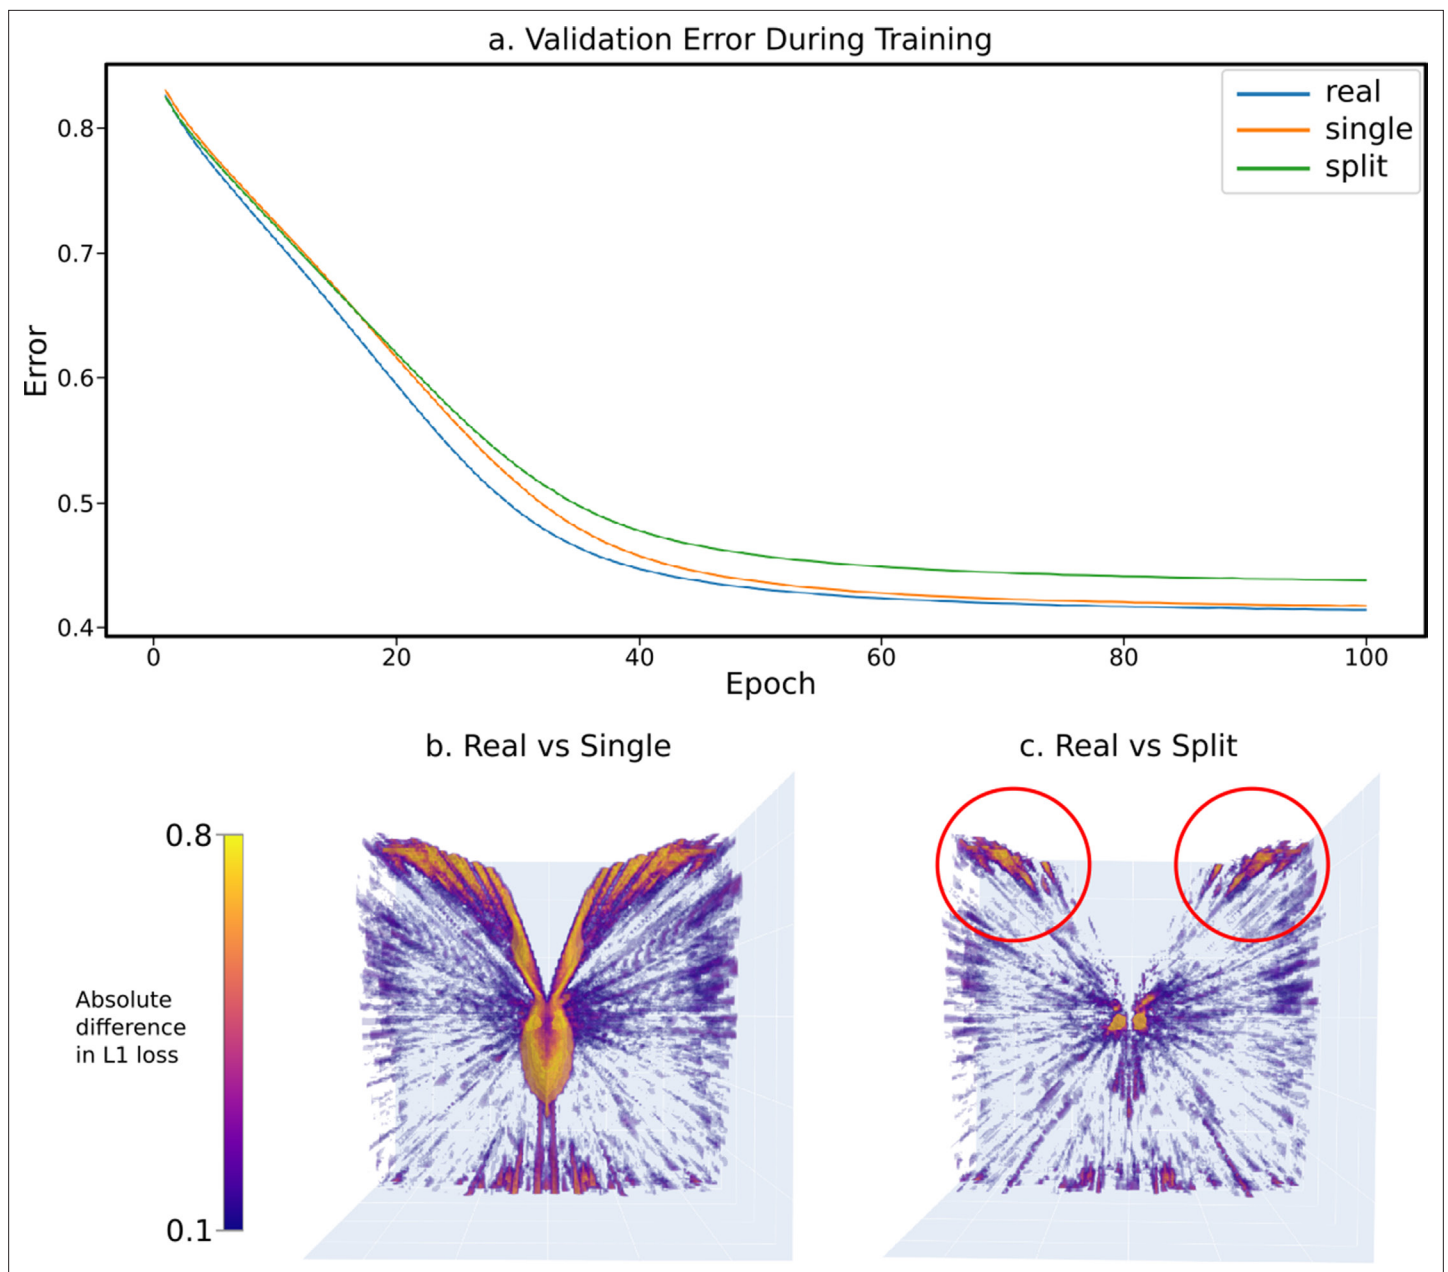 a. Validation Error During Training
real
single
split
0.8
0.7
0.6
0.5
0.4
Error
0
20
40
60
80
100
Epoch
b. Real vs Single
c. Real vs Split
0.8
Absolute
difference
in L1 loss
0.1